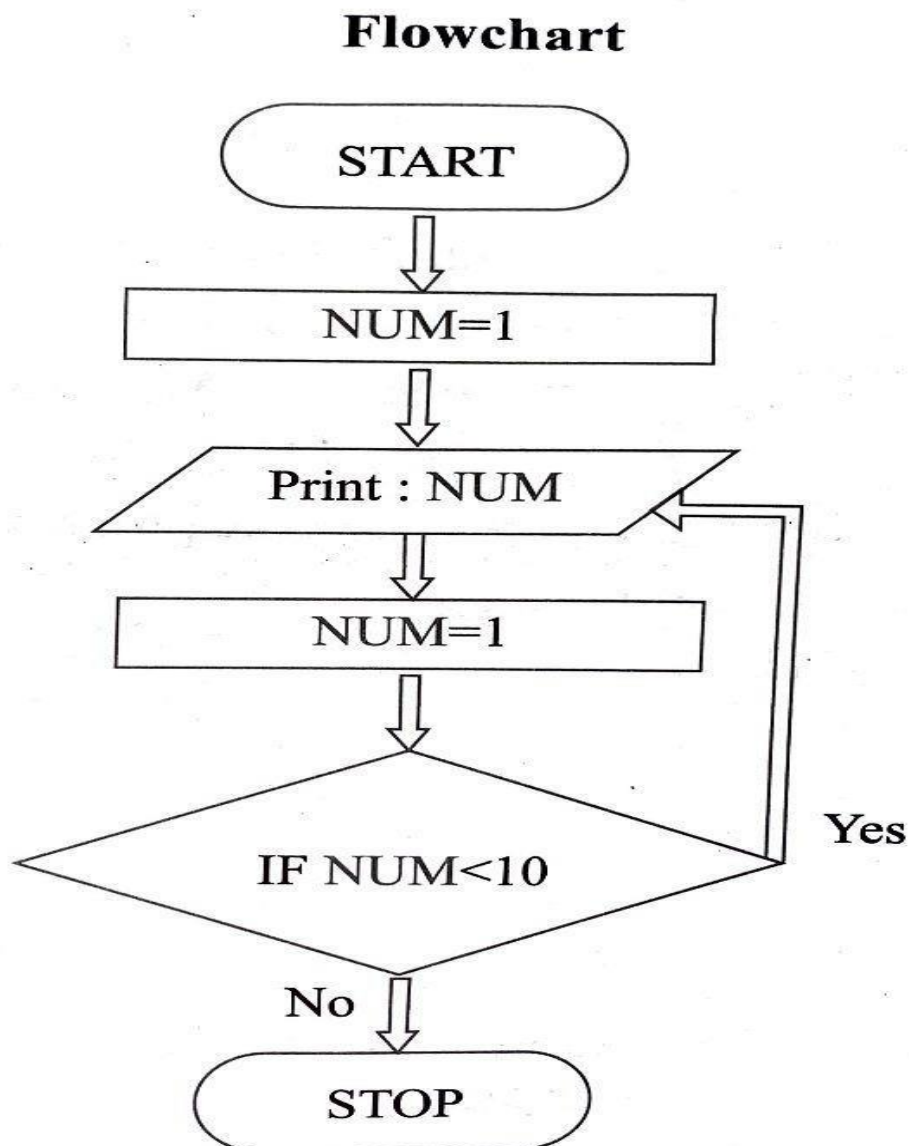 Flowchart
START
NUM=1
Print : NUM
NUM=1
IF NUM<10
Yes
No
STOP